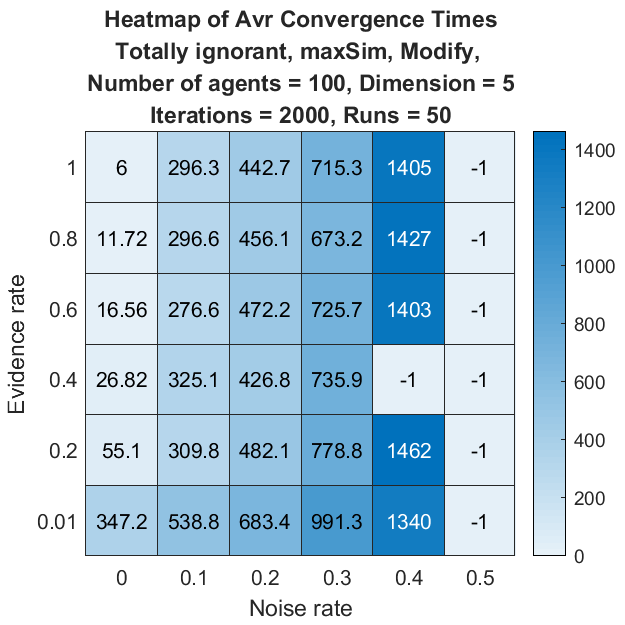 Heatmap of Avr Convergence Times
Totally ignorant, maxSim, Modify,
Number of agents = 100, Dimension = 5
Iterations = 2000, Runs = 50
1 6 296.3 442.7 715.3 1405 -1
0.8 11.72 296.6 456.1 673.2 1427 -1
0.6 16.56 276.6 472.2 725.7 1403 -1
0.4 26.82 325.1 426.8 735.9 -1 -1
0.2 55.1 309.8 482.1 778.8 1462 -1
0.01 347.2 538.8 683.4 991.3 1340 -1
0 0.1 0.2 0.3 0.4 0.5
Noise rate
Evidence rate
1400
1200
1000
800
600
400
200
0